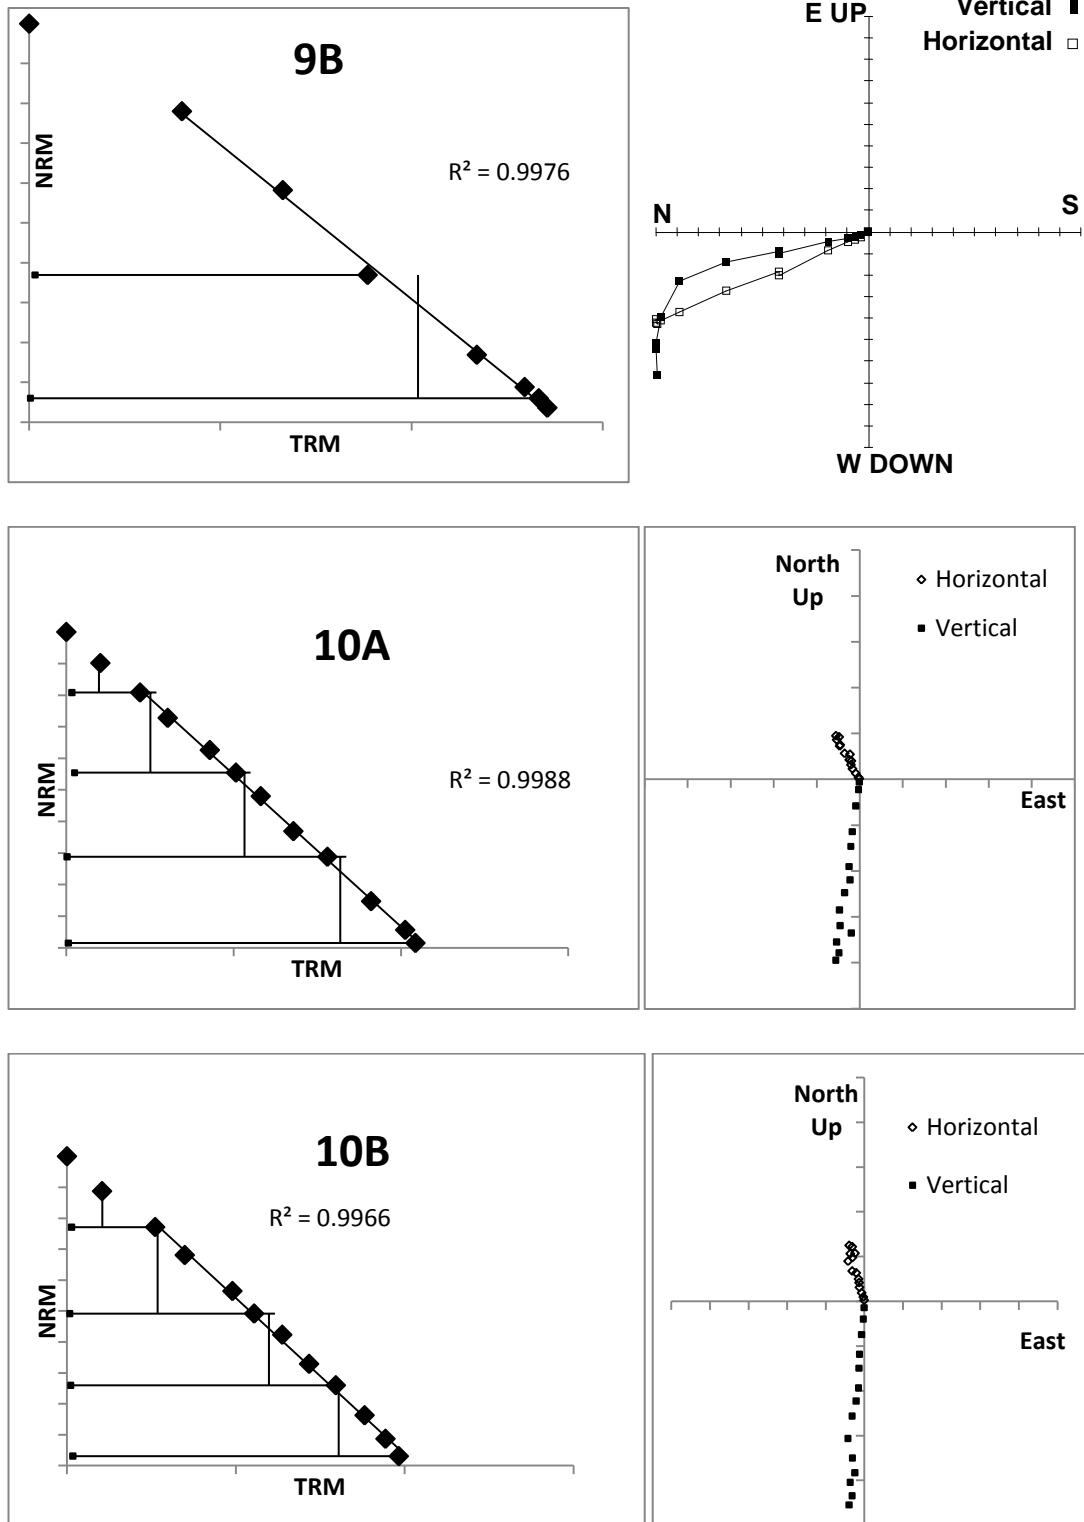 9B
NRM
R² = 0.9976
TRM
E UP
Vertical
Horizontal
N
S
W DOWN
10A
NRM
R² = 0.9988
TRM
North
Up
Horizontal
Vertical
East
10B
NRM
R² = 0.9966
TRM
North
Up
Horizontal
Vertical
East